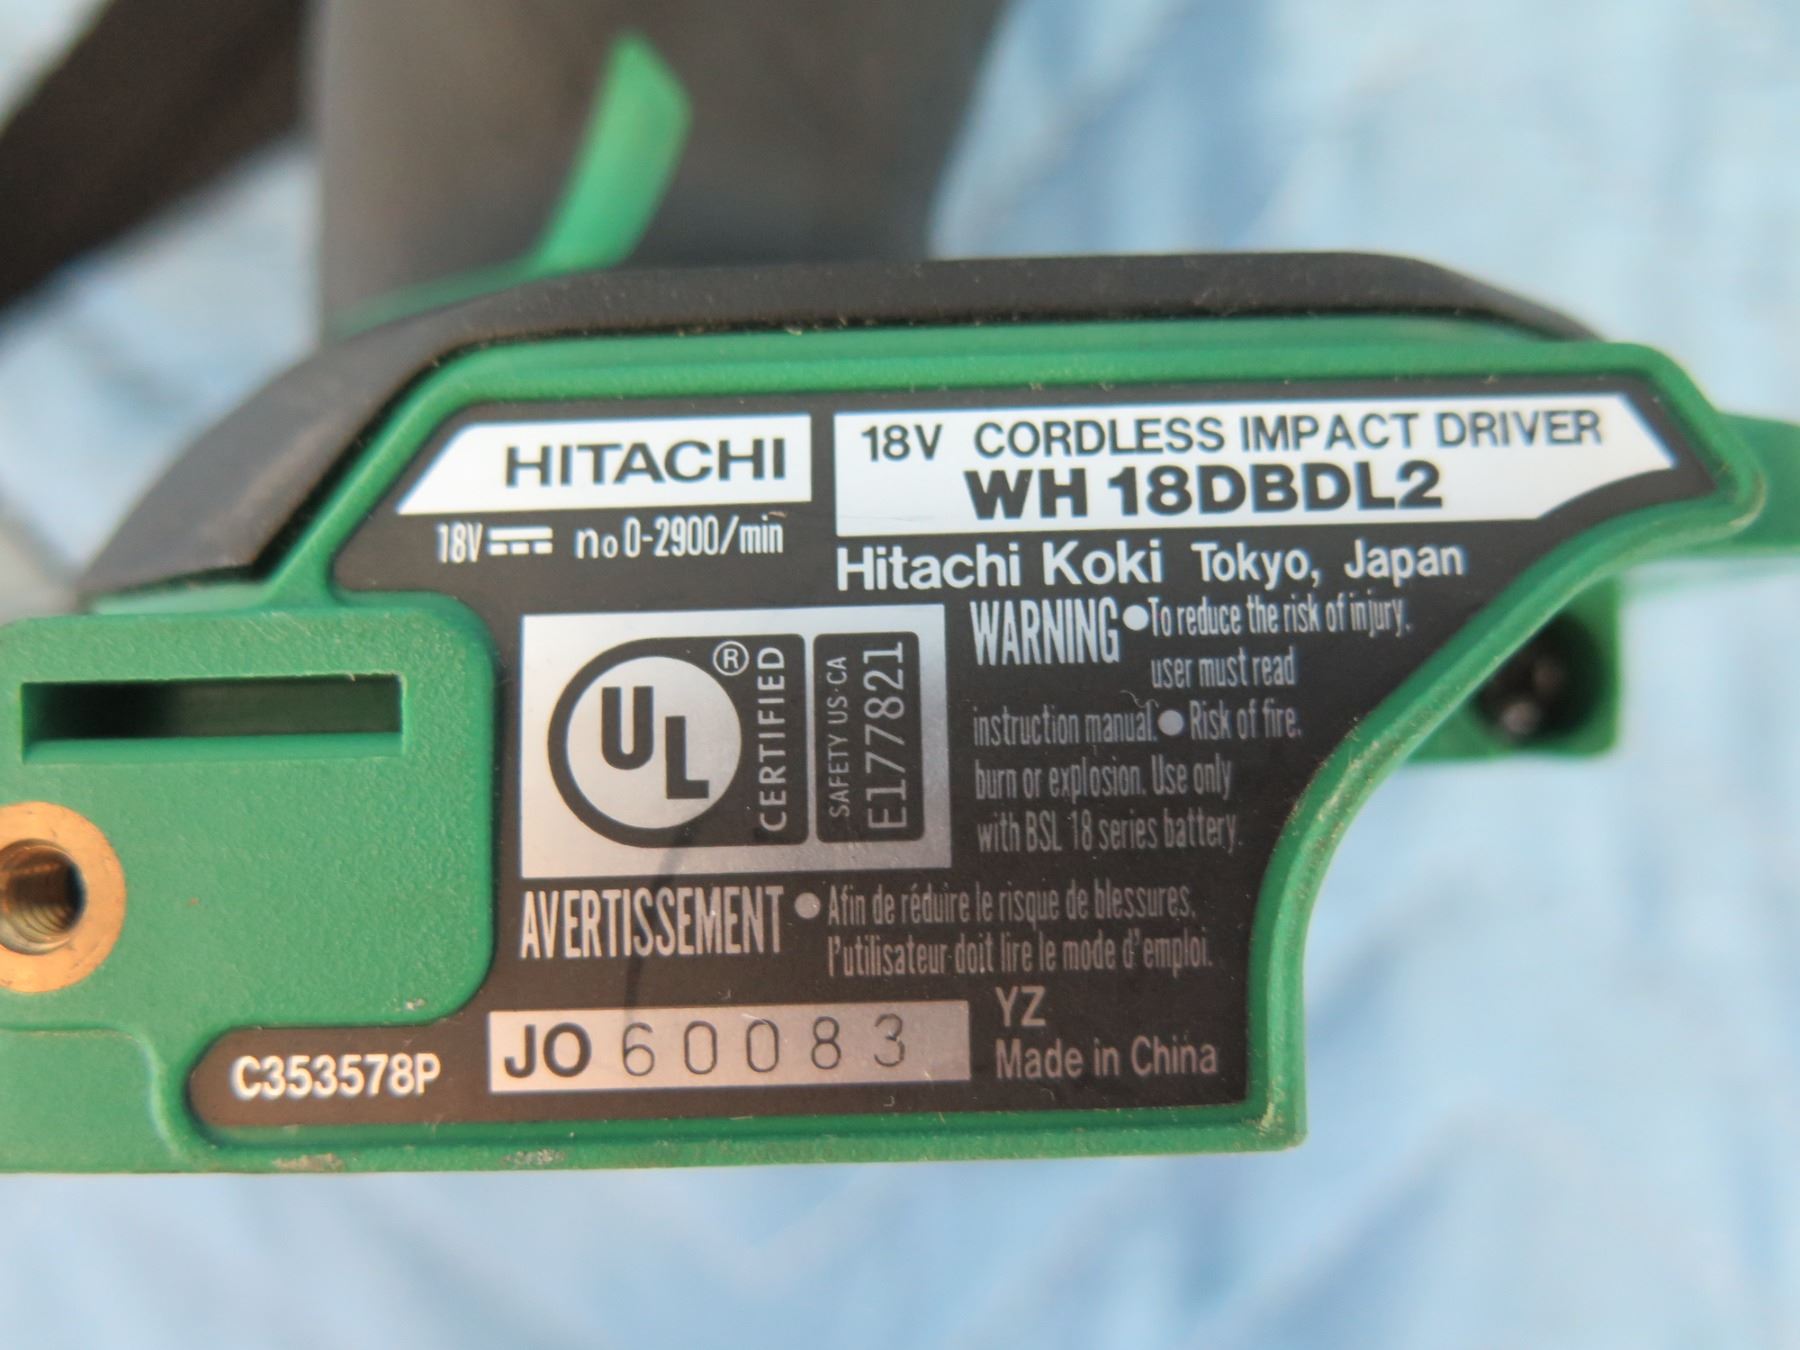 HITACHI
18V CORDLESS IMPACT DRIVER
WH 18DBDL2
18V no 0-2900/min
Hitachi Koki Tokyo, Japan
UL ® CERTIFIED
SAFETY US·CA
E177821
WARNING ●To reduce the risk of injury.
user must read
instruction manual.● Risk of fire.
burn or explosion. Use only
with BSL 18 series battery.
AVERTISSEMENT ●Afin de réduire le risque de blessures.
l'utilisateur doit lire le mode d'emploi.
C353578P
JO 60083
YZ
Made in China